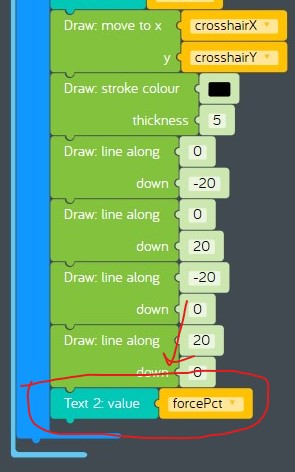 Draw: move to x crosshairX
y crosshairY
Draw: stroke colour
thickness 5
Draw: line along 0
down -20
Draw: line along 0
down 20
Draw: line along -20
down 0
Draw: line along 20
down 0
Text 2: value forcePct